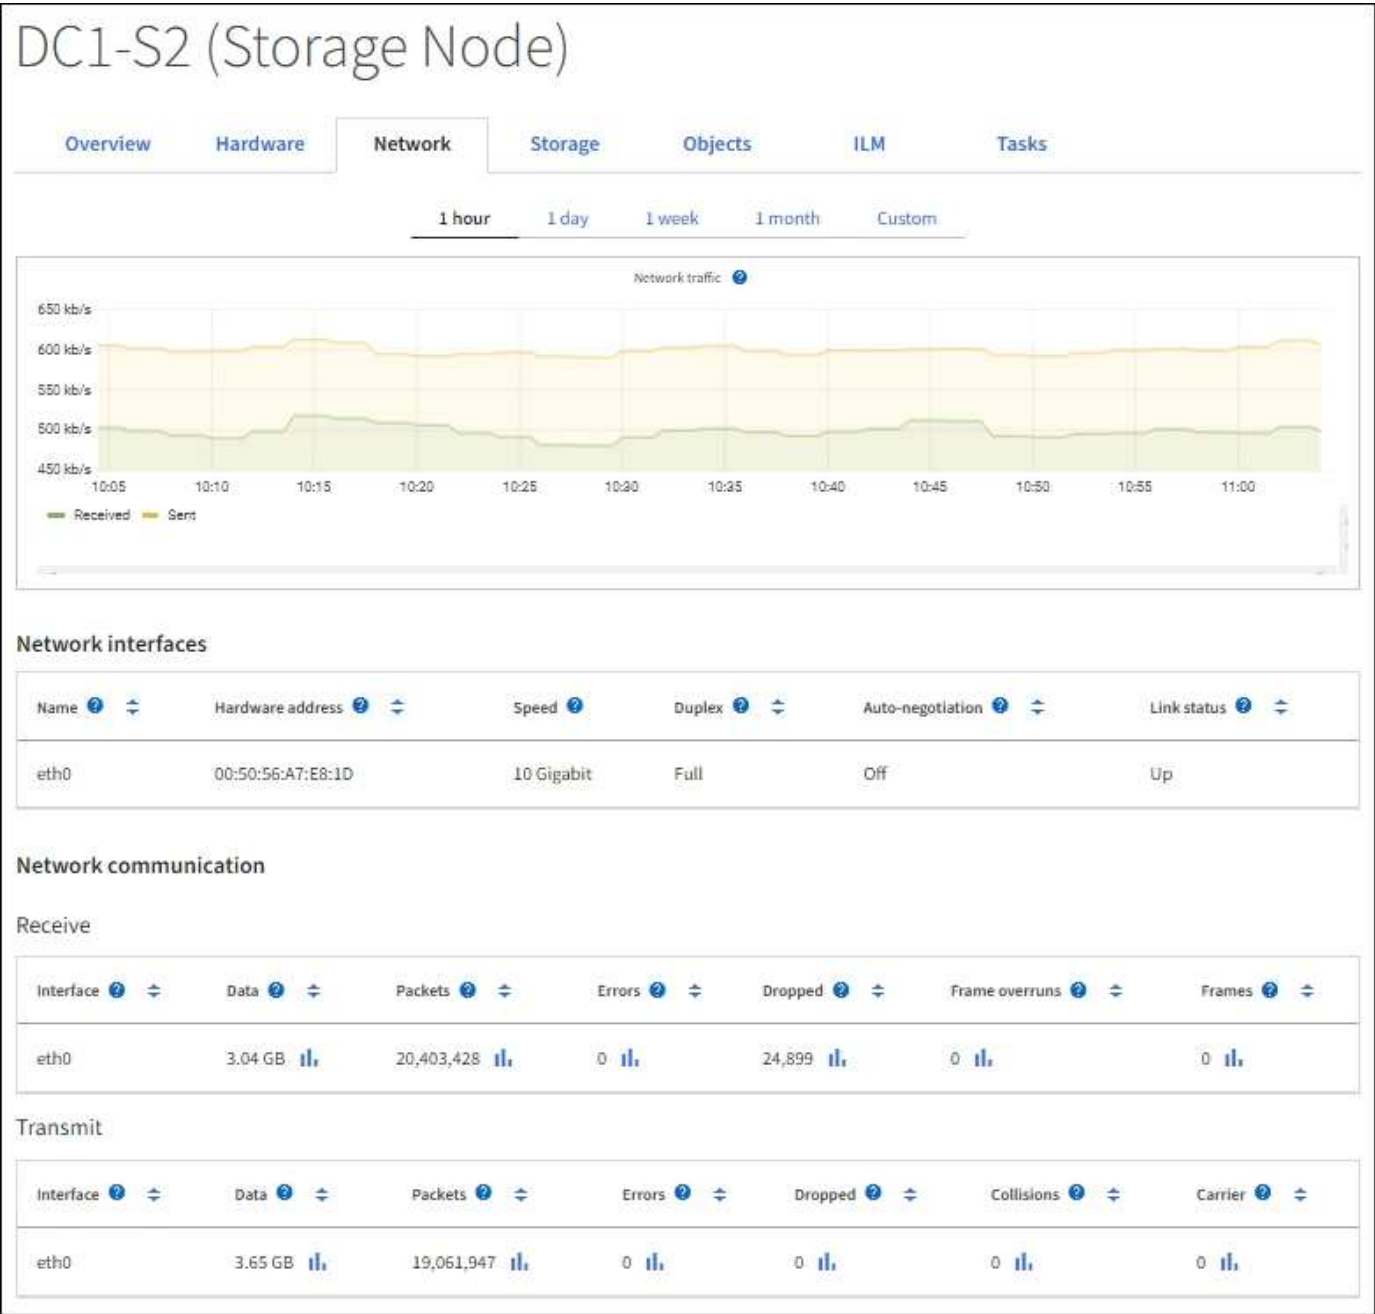 DC1-S2 (Storage Node)
Overview Hardware Network Storage Objects ILM Tasks
1 hour 1 day 1 week 1 month Custom
Network traffic ?
650 kb/s
600 kb/s
550 kb/s
500 kb/s
450 kb/s
10:05 10:10 10:15 10:20 10:25 10:30 10:35 10:40 10:45 10:50 10:55 11:00
Received Sent
Network interfaces
Name ? Hardware address ? Speed ? Duplex ? Auto-negotiation ? Link status ?
eth0 00:50:56:A7:E8:1D 10 Gigabit Full Off Up
Network communication
Receive
Interface ? Data ? Packets ? Errors ? Dropped ? Frame overruns ? Frames ?
eth0 3.04 GB 20,403,428 0 24,899 0 0
Transmit
Interface ? Data ? Packets ? Errors ? Dropped ? Collisions ? Carrier ?
eth0 3.65 GB 19,061,947 0 0 0 0